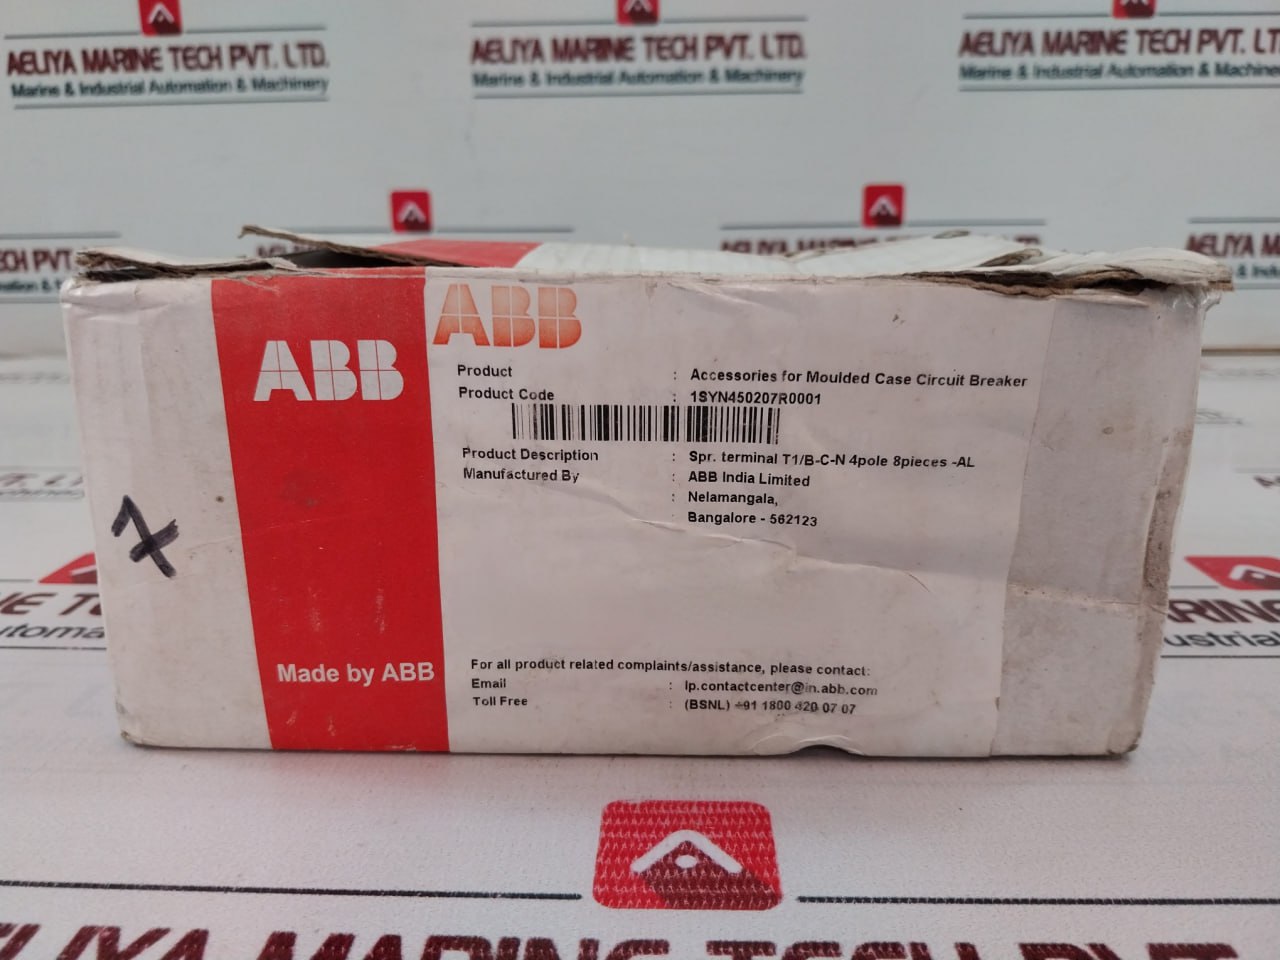 AELIYA MARINE TECH PVT. LTD.
Marine & Industrial Automation & Machinery
AELIYA MARINE TECH PVT. LTD.
Marine & Industrial Automation & Machinery
AELIYA MARINE TECH PVT. LT
Marine & Industrial Automation & Machine
ABB
ABB
Product : Accessories for Moulded Case Circuit Breaker
Product Code : 1SYN450207R0001
Product Description : Spr. terminal T1/B-C-N 4pole 8pieces -AL
Manufactured By : ABB India Limited
: Nelamangala,
: Bangalore - 562123
7
Made by ABB
For all product related complaints/assistance, please contact:
Email : lp.contactcenter@in.abb.com
Toll Free : (BSNL) +91 1800 420 07 07